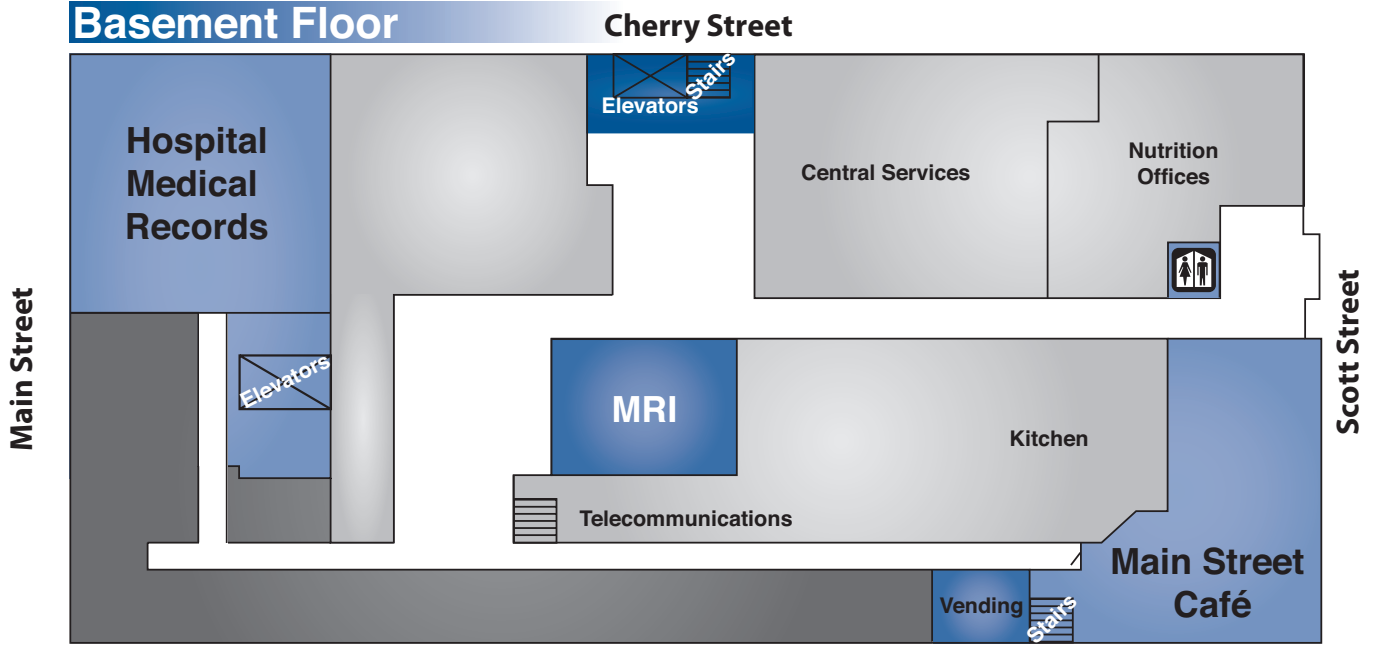 Basement Floor
Cherry Street
Stairs
Elevators
Hospital
Medical
Records
Central Services
Nutrition
Offices
Main Street
Elevators
Scott Street
MRI
Kitchen
Telecommunications
Main Street
Café
Vending
Stairs